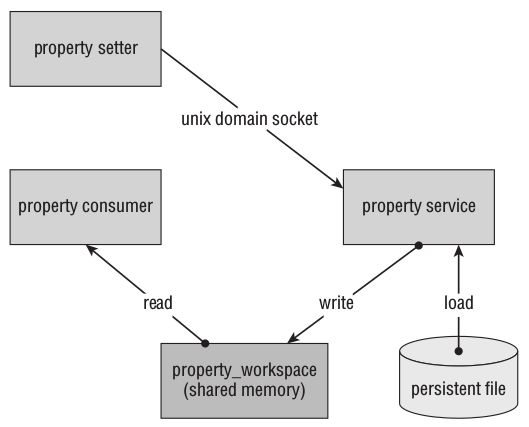 property setter
unix domain socket
property consumer
property service
read
write
load
property_workspace
(shared memory)
persistent file